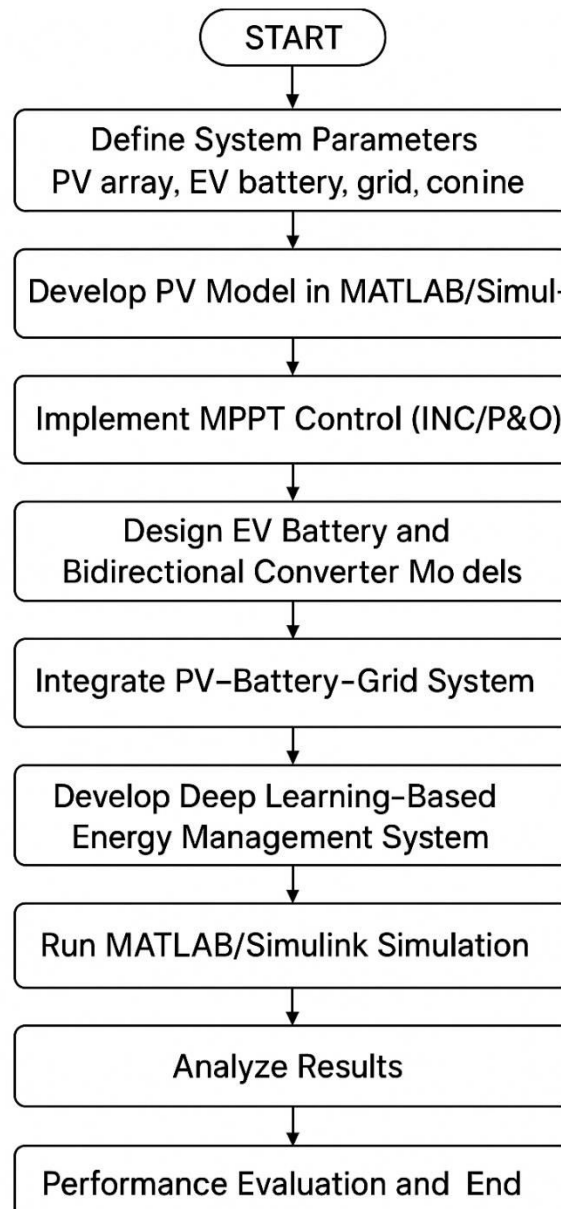 START
Define System Parameters
PV array, EV battery, grid, conine
Develop PV Model in MATLAB/Simul-
Implement MPPT Control (INC/P&O)
Design EV Battery and
Bidirectional Converter Mo dels
Integrate PV–Battery–Grid System
Develop Deep Learning–Based
Energy Management System
Run MATLAB/Simulink Simulation
Analyze Results
Performance Evaluation and End